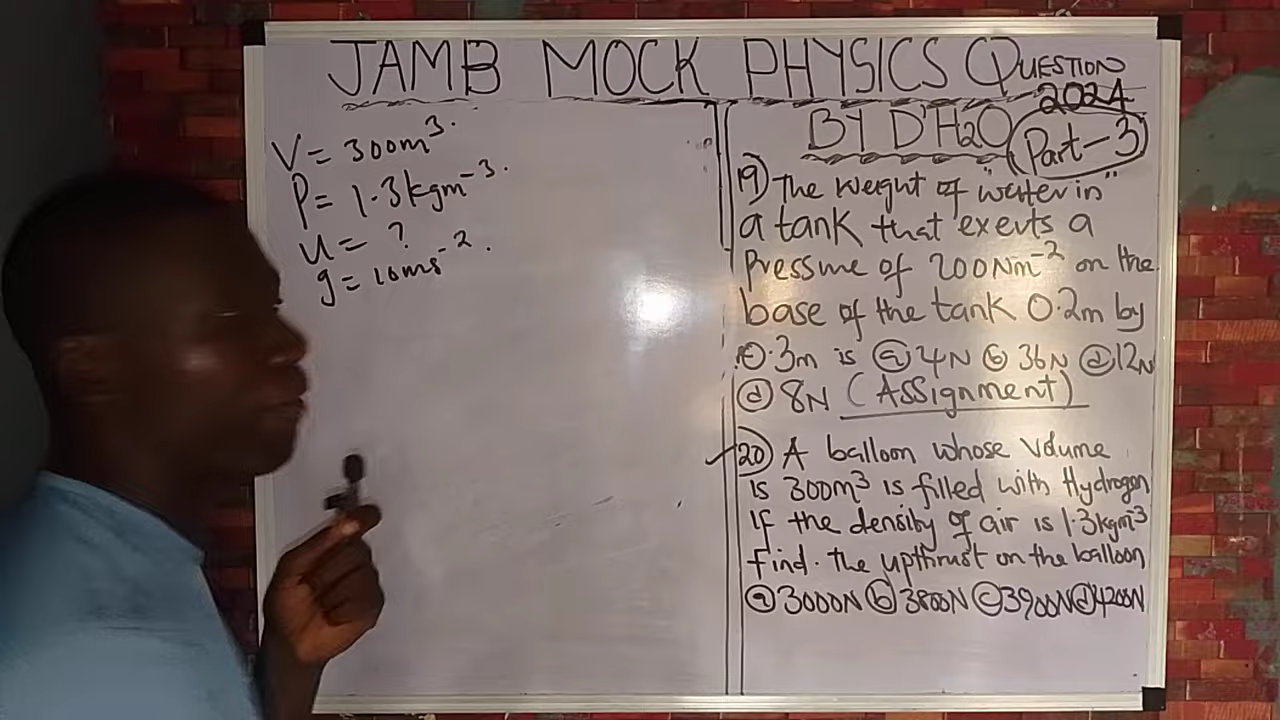 JAMB MOCK PHYSICS QUESTION
2024
BY D'H2O Part-3
V = 300m³.
ρ = 1.3kgm⁻³.
u = ?
g = 10ms⁻².
19) The weight of "water in"
a tank that exerts a
Pressure of 200Nm⁻² on the
base of the tank 0.2m by
0.3m is (a) 24N (b) 36N (d) 12N
(d) 8N (Assignment)
20) A balloon whose volume
is 300m³ is filled with Hydrogen
If the density of air is 1.3kgm⁻³
find. the upthrust on the balloon
(a) 3000N (b) 3800N (c) 3900N (d) 4200N